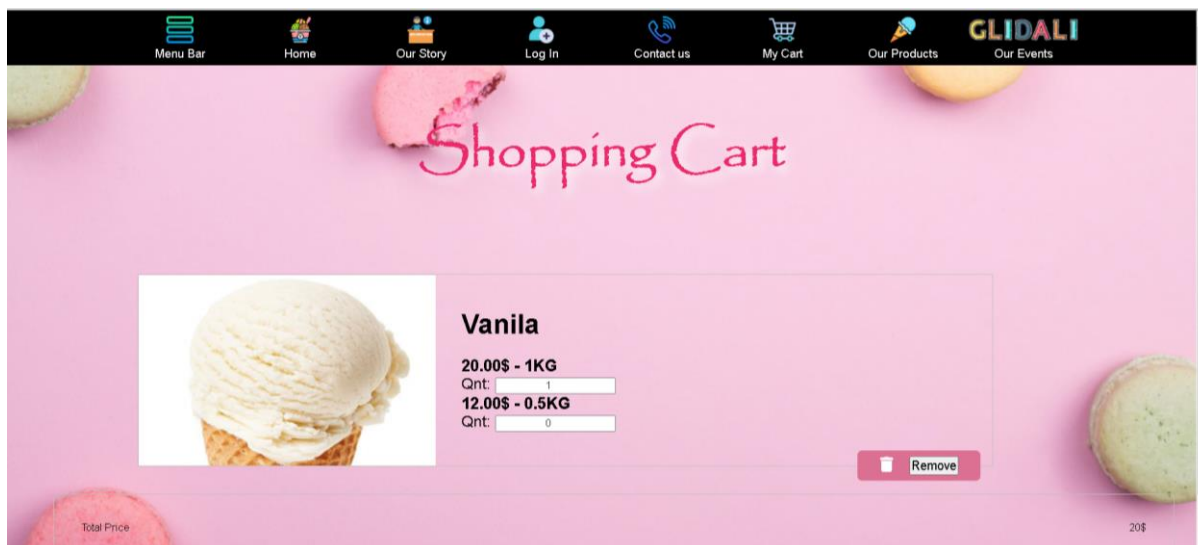 Menu Bar
Home
Our Story
Log In
Contact us
My Cart
Our Products
GLIDALI
Our Events
Shopping Cart
Vanila
20.00$ - 1KG
Qnt: 1
12.00$ - 0.5KG
Qnt: 0
Remove
Total Price 20$